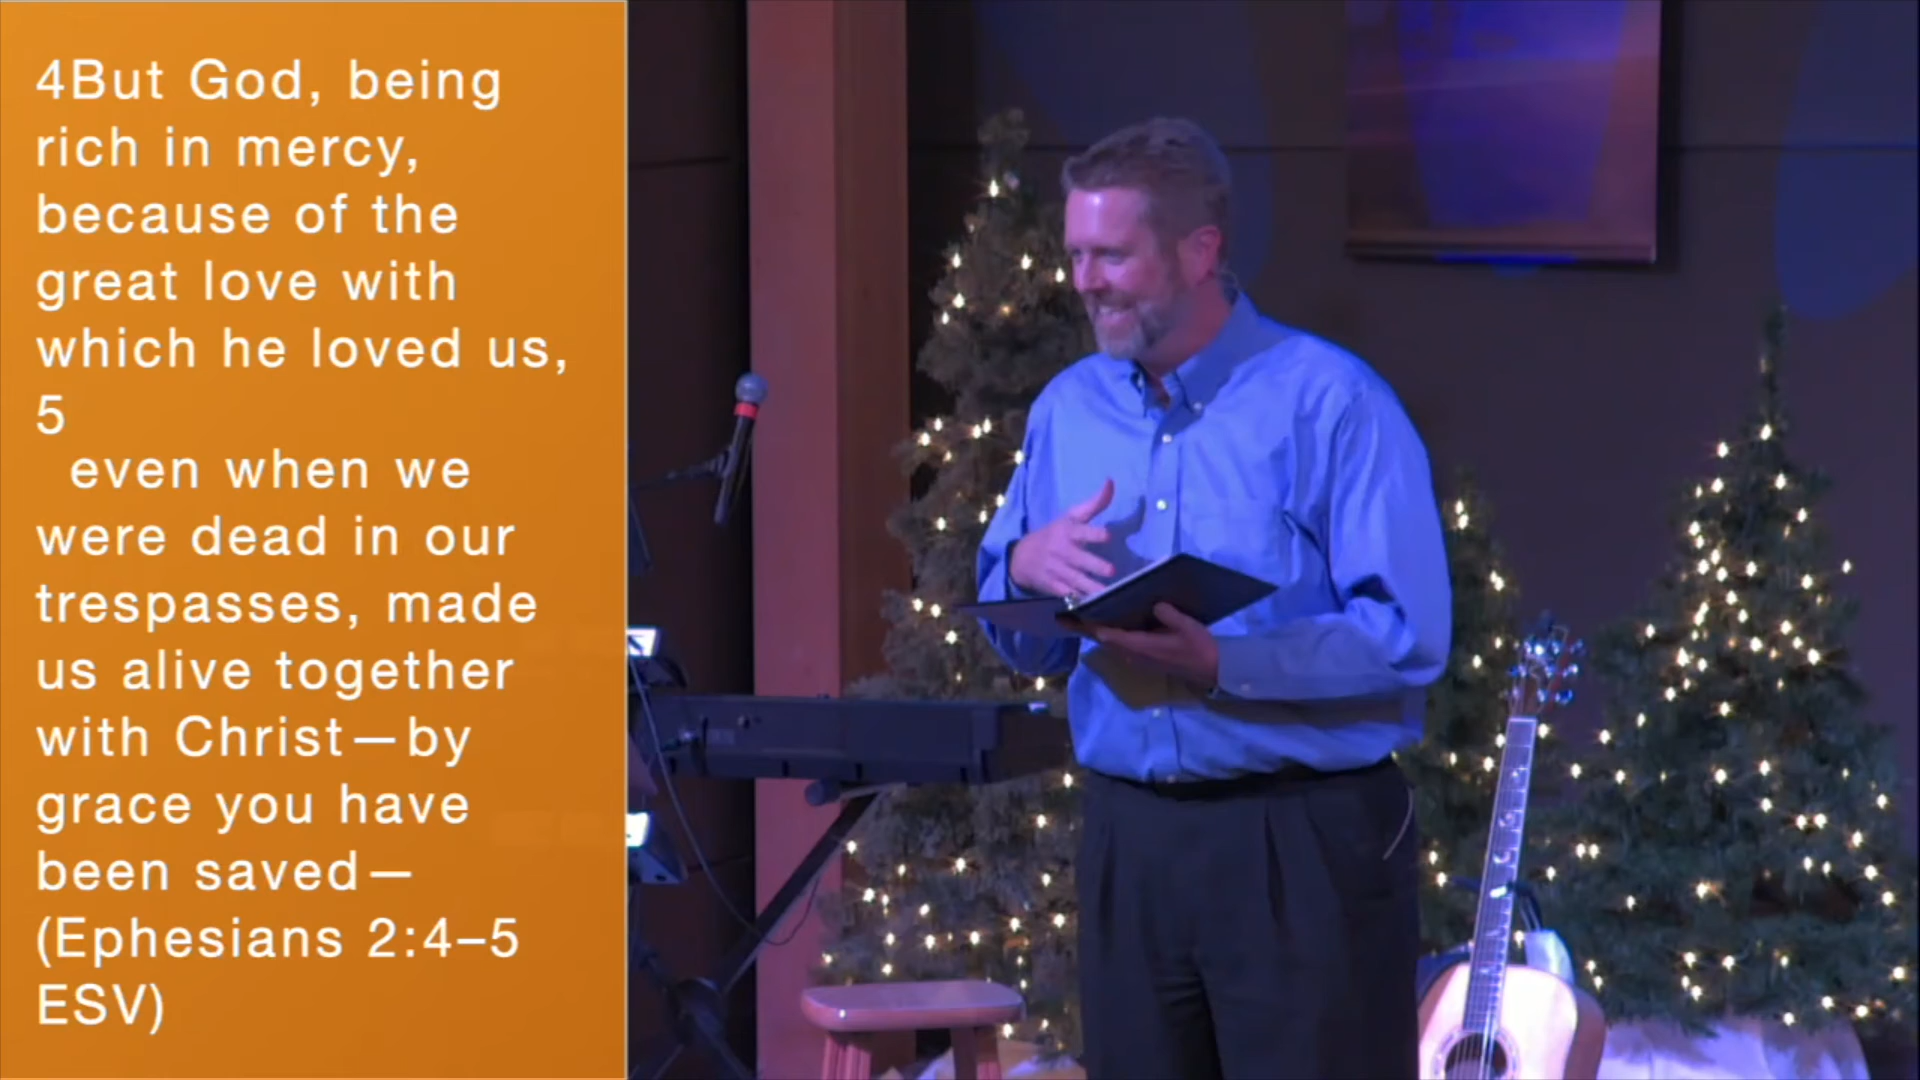 4But God, being
rich in mercy,
because of the
great love with
which he loved us,
5
even when we
were dead in our
trespasses, made
us alive together
with Christ—by
grace you have
been saved—
(Ephesians 2:4–5
ESV)